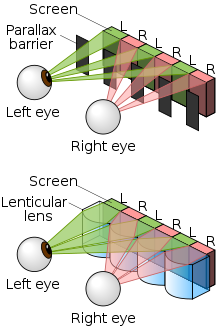 Screen
L
R
L
R
L
R
Parallax
barrier
Left eye
Right eye
Screen
L
R
L
R
L
R
Lenticular
lens
Left eye
Right eye